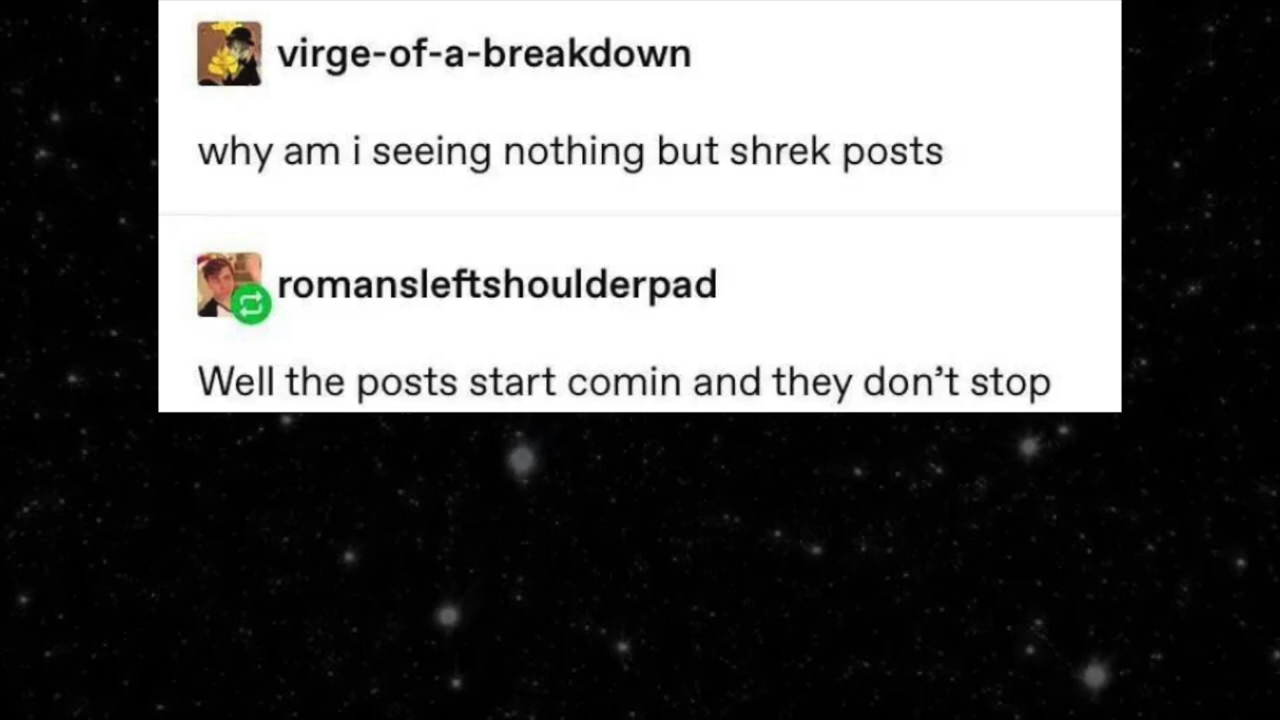 virge-of-a-breakdown
why am i seeing nothing but shrek posts
romansleftshoulderpad
Well the posts start comin and they don’t stop